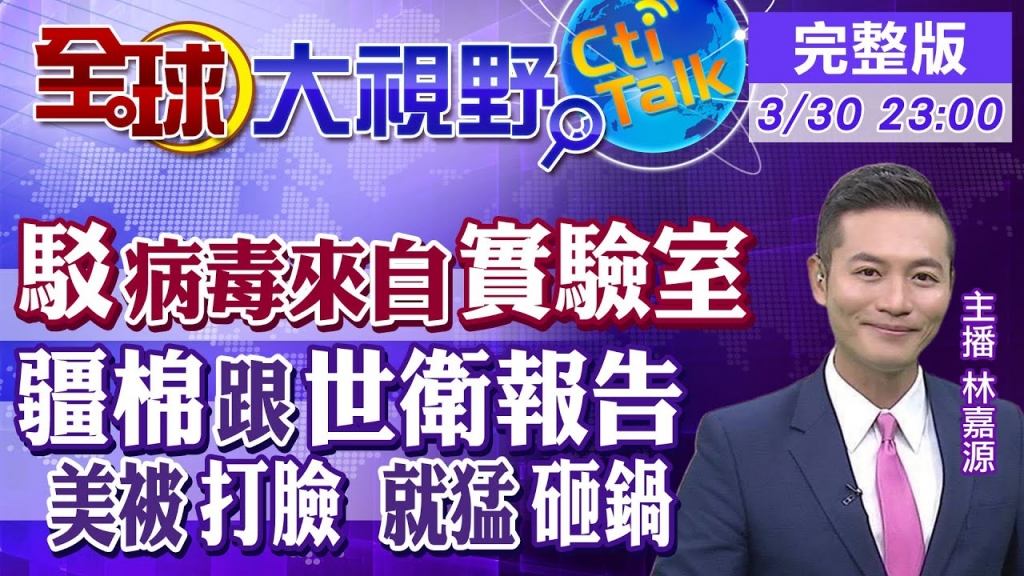 全球大視野
Cti
Talk
完整版
3/30 23:00
駁病毒來自實驗室
疆棉跟世衛報告
美被打臉 就猛砸鍋
主播 林嘉源